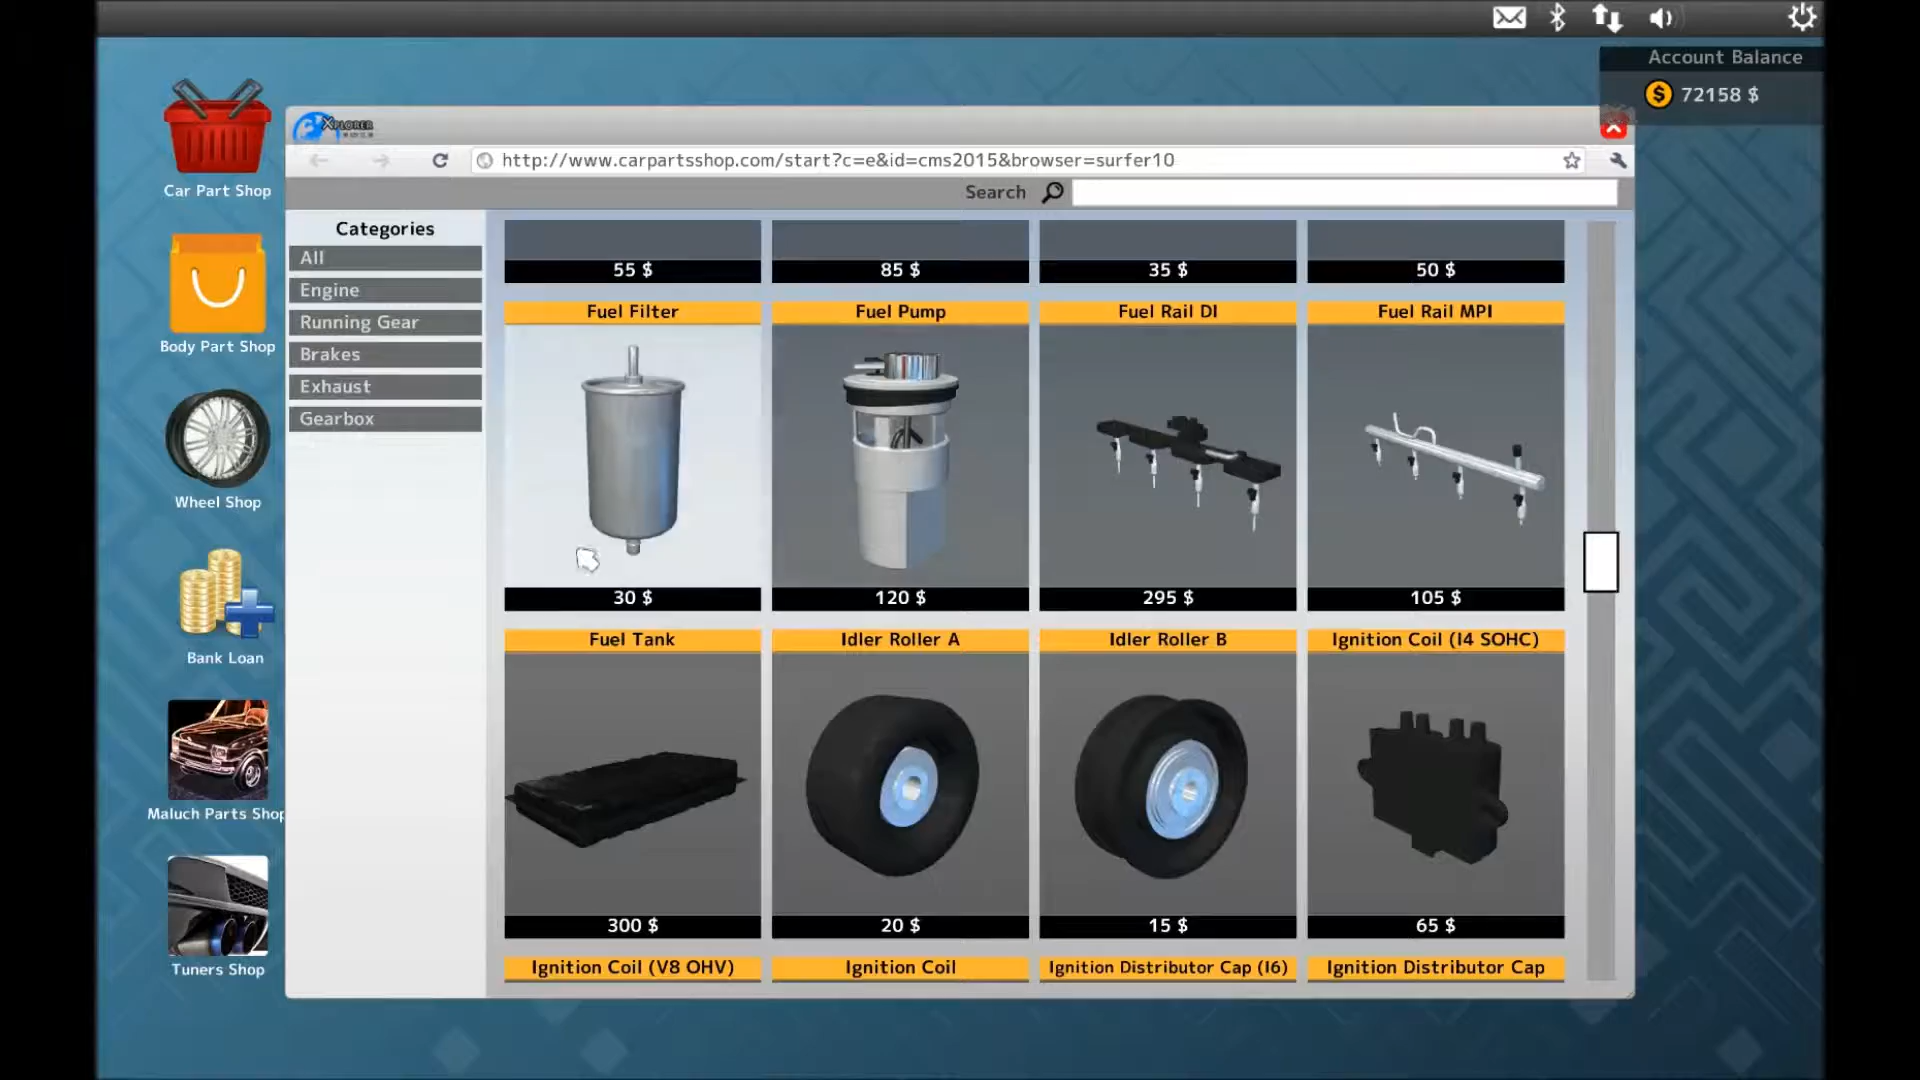 Account Balance
72158 $
XPLORER
http://www.carpartsshop.com/start?c=e&id=cms2015&browser=surfer10
Search
Car Part Shop
Body Part Shop
Wheel Shop
Bank Loan
Maluch Parts Shop
Tuners Shop
Categories
All
Engine
Running Gear
Brakes
Exhaust
Gearbox
55 $ 85 $ 35 $ 50 $
Fuel Filter Fuel Pump Fuel Rail DI Fuel Rail MPI
30 $ 120 $ 295 $ 105 $
Fuel Tank Idler Roller A Idler Roller B Ignition Coil (I4 SOHC)
300 $ 20 $ 15 $ 65 $
Ignition Coil (V8 OHV) Ignition Coil Ignition Distributor Cap (I6) Ignition Distributor Cap